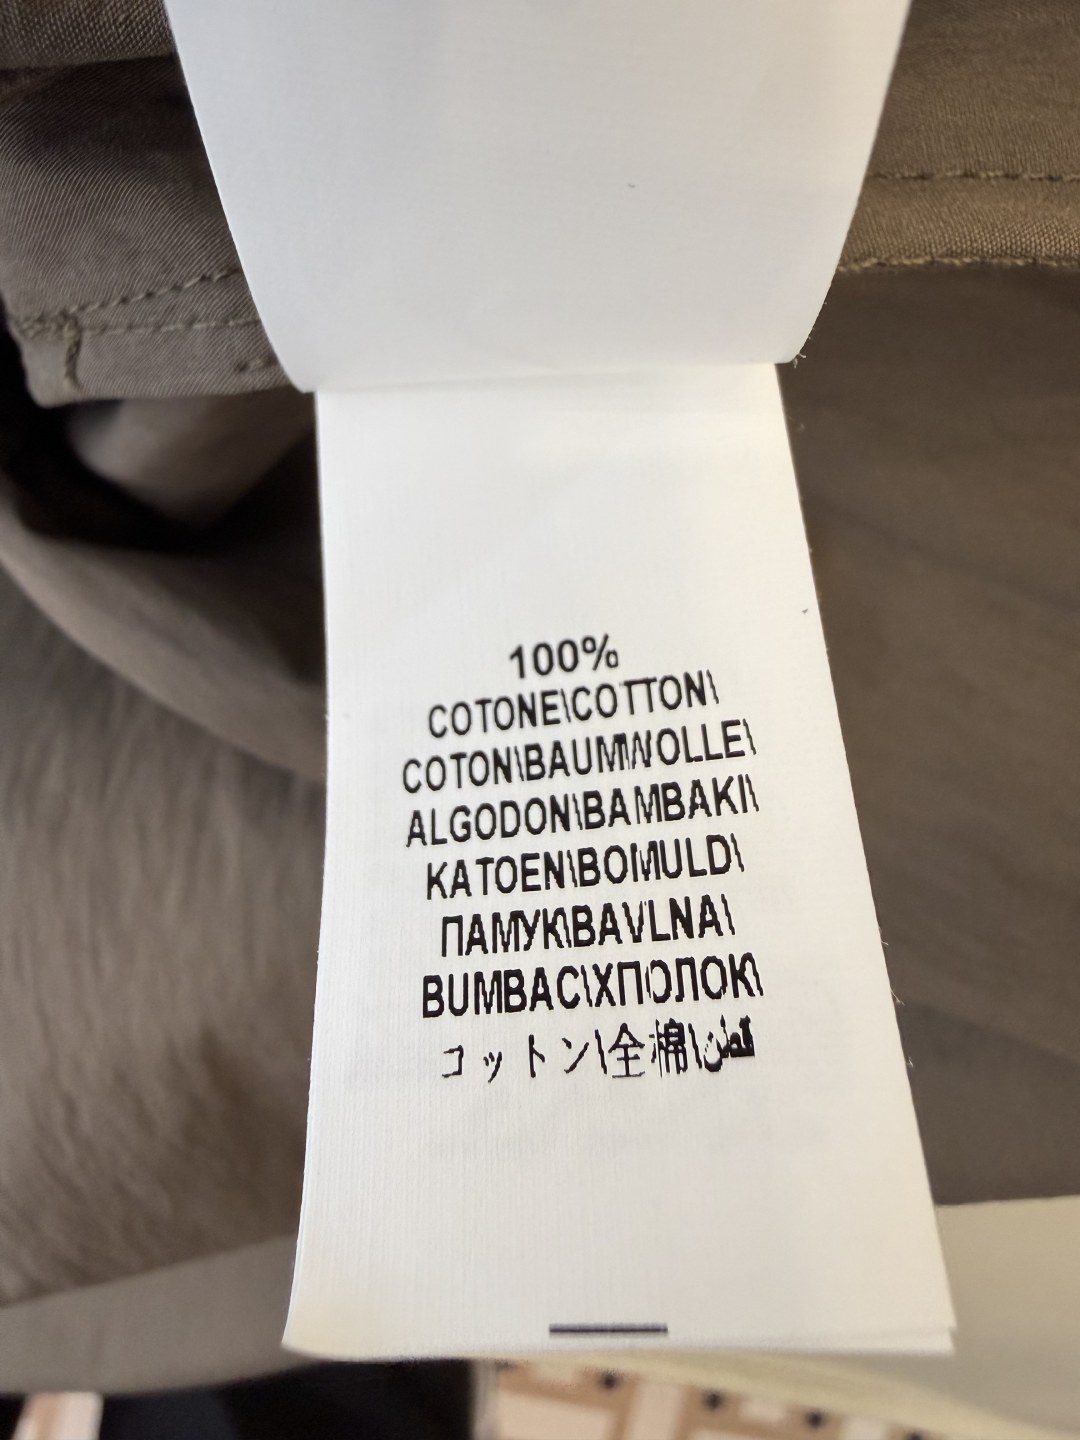 100%
COTONE\COTTON\
COTON\BAUMWOLLE\
ALGODON\BAMBAKI\
KATOEN\BOMULD\
ПАМУК\BAVLNA\
BUMBAC\ХПОЛОК\
コットン\全棉\القطن